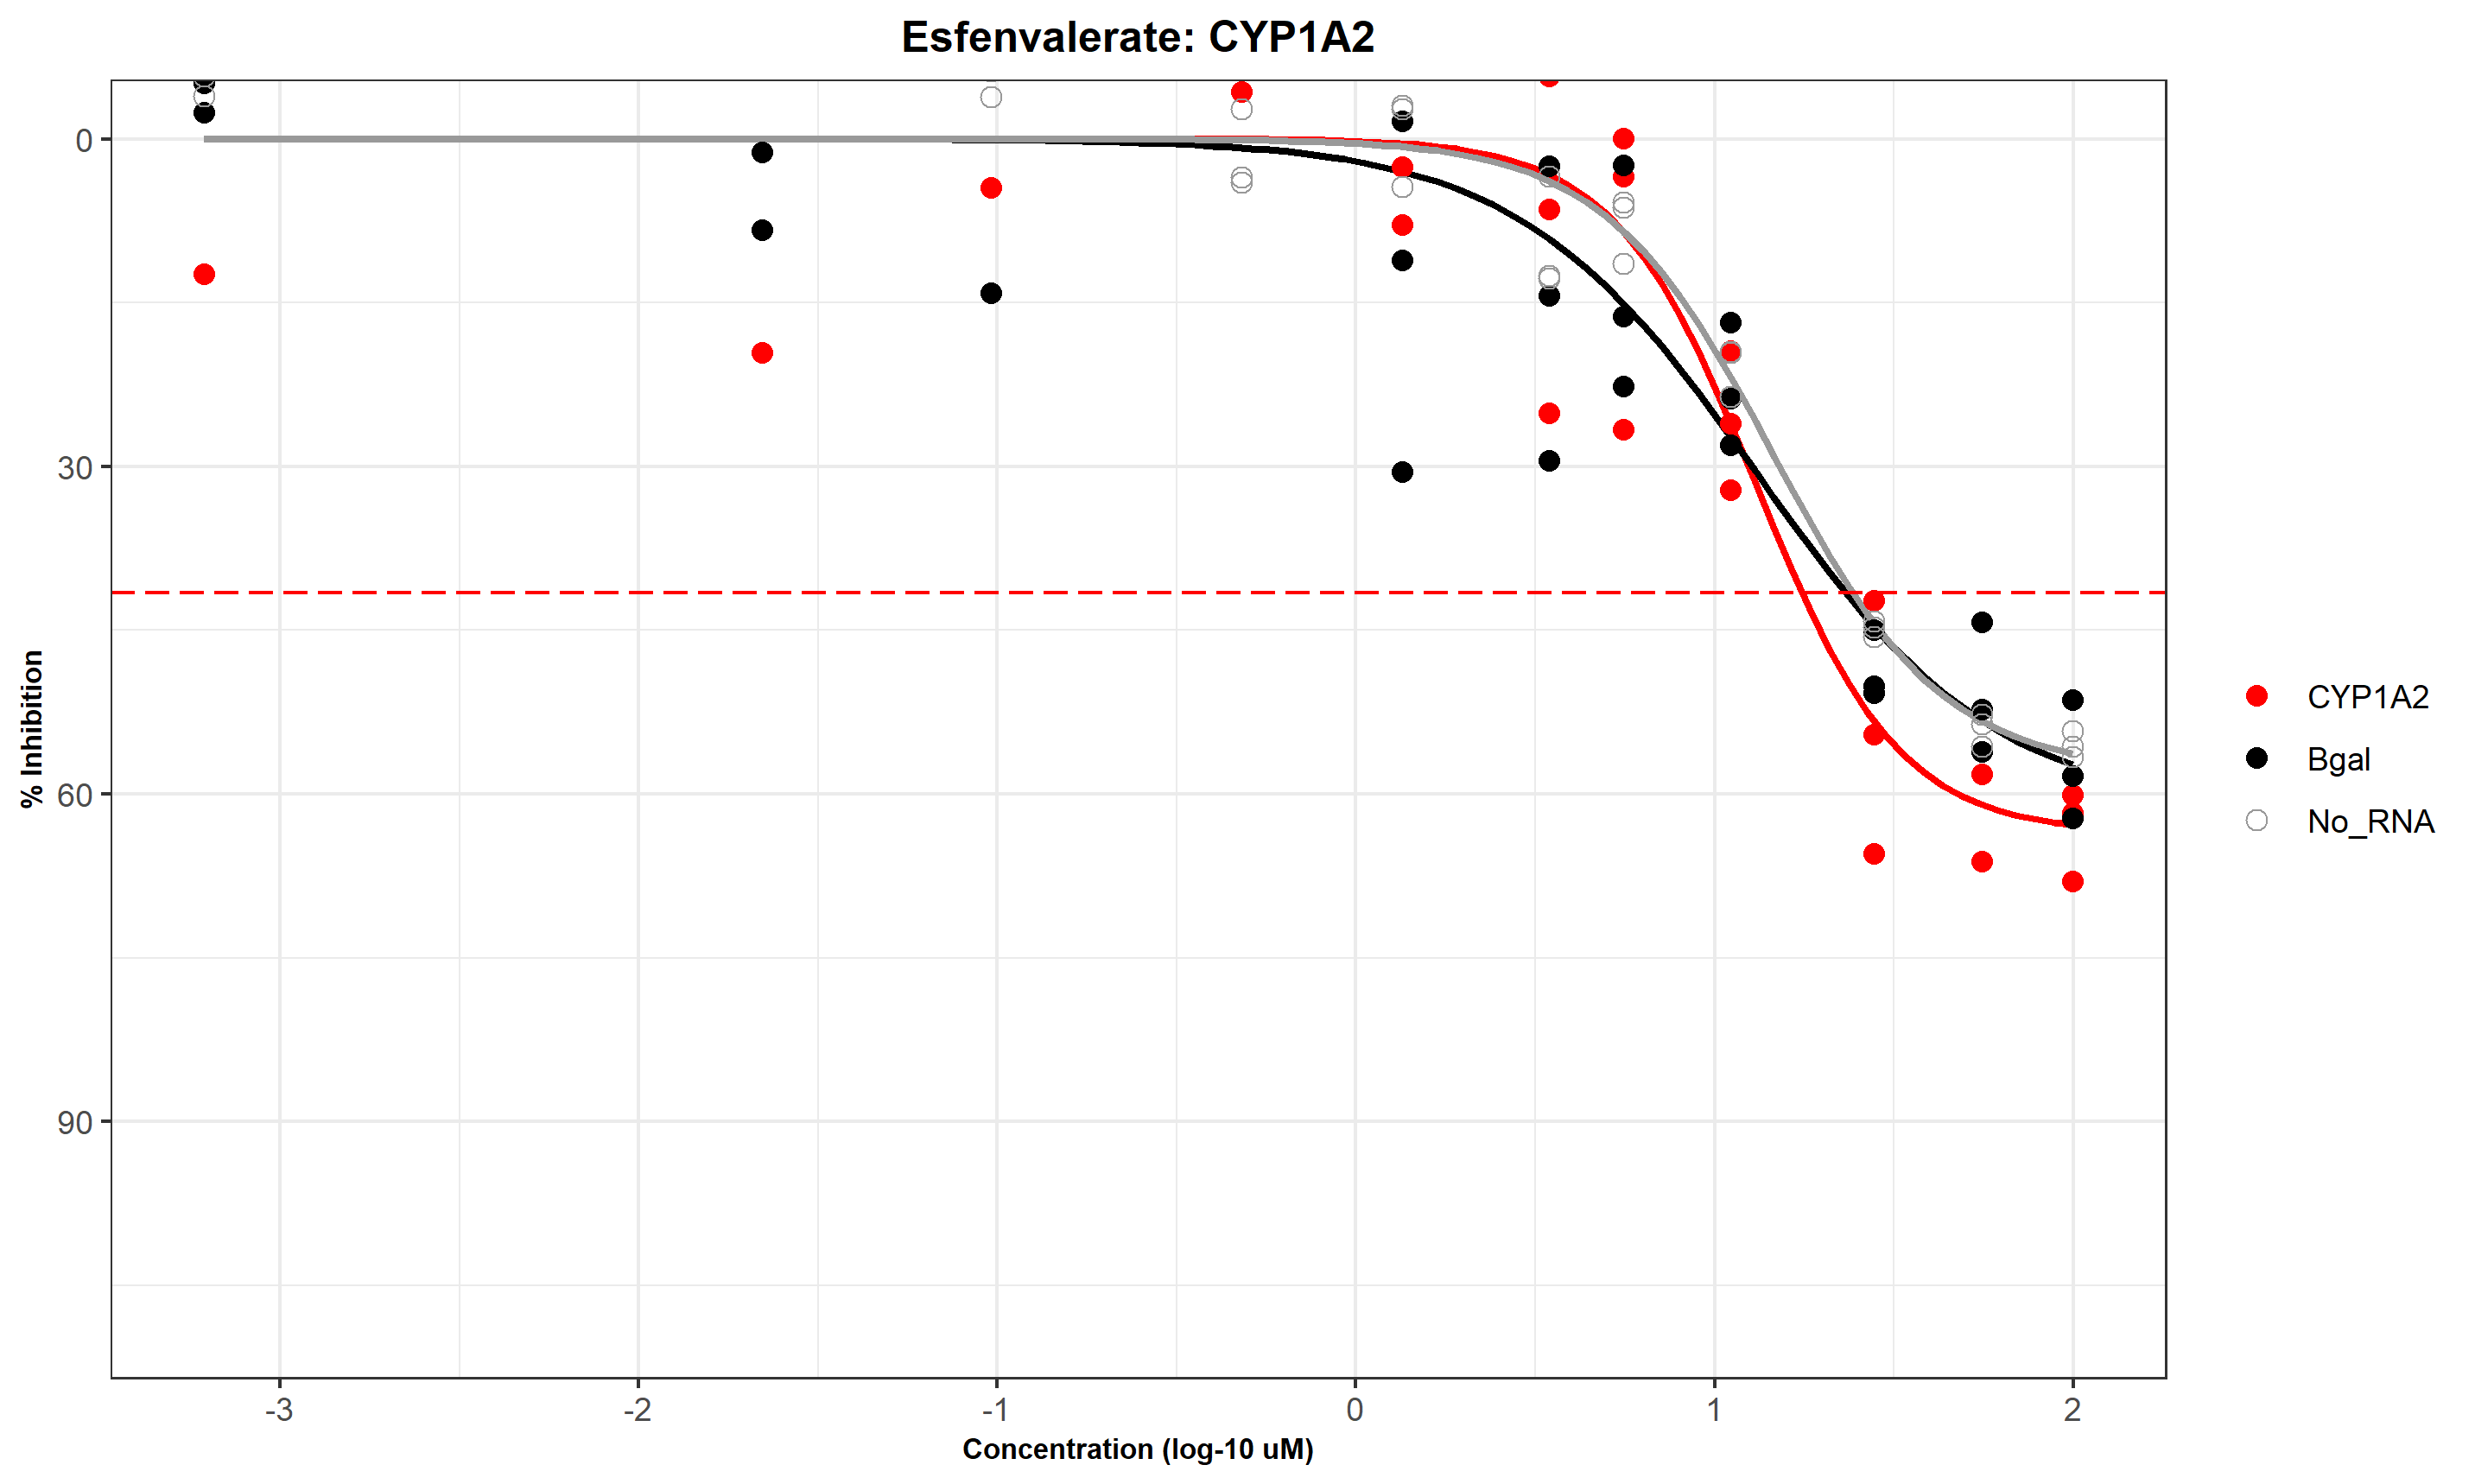 Esfenvalerate: CYP1A2
0
30
60
90
% Inhibition
-3 -2 -1 0 1 2
Concentration (log-10 uM)
CYP1A2
Bgal
No_RNA